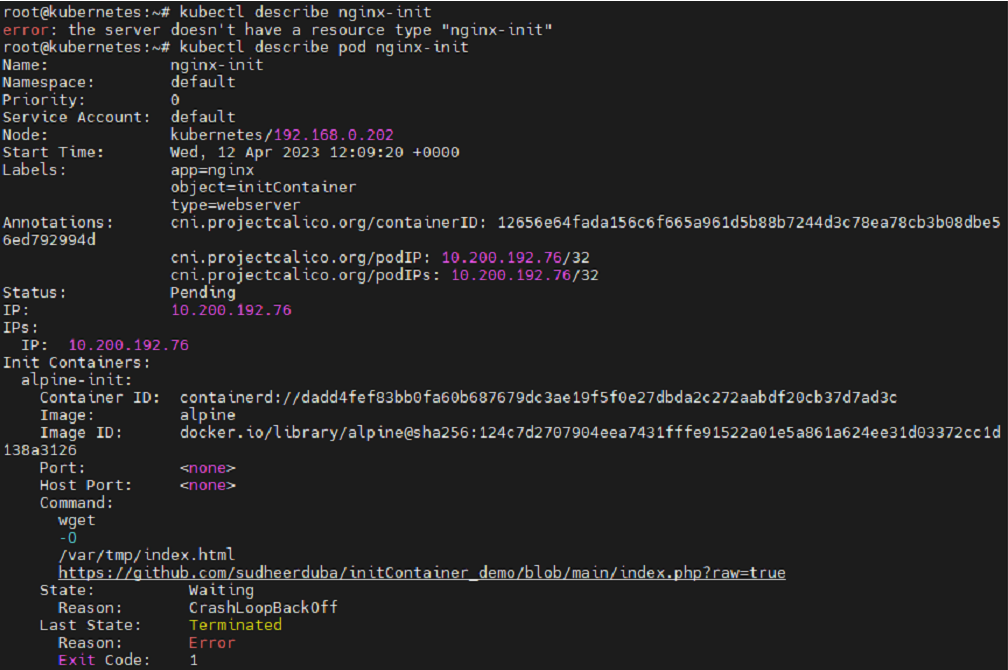 root@kubernetes:~# kubectl describe nginx-init
error: the server doesn't have a resource type "nginx-init"
root@kubernetes:~# kubectl describe pod nginx-init
Name:             nginx-init
Namespace:        default
Priority:         0
Service Account:  default
Node:             kubernetes/192.168.0.202
Start Time:       Wed, 12 Apr 2023 12:09:20 +0000
Labels:           app=nginx
                  object=initContainer
                  type=webserver
Annotations:      cni.projectcalico.org/containerID: 12656e64fada156c6f665a961d5b88b7244d3c78ea78cb3b08dbe5
6ed792994d
                  cni.projectcalico.org/podIP: 10.200.192.76/32
                  cni.projectcalico.org/podIPs: 10.200.192.76/32
Status:           Pending
IP:               10.200.192.76
IPs:
  IP:  10.200.192.76
Init Containers:
  alpine-init:
    Container ID:  containerd://dadd4fef83bb0fa60b687679dc3ae19f5f0e27dbda2c272aabdf20cb37d7ad3c
    Image:         alpine
    Image ID:      docker.io/library/alpine@sha256:124c7d2707904eea7431fffe91522a01e5a861a624ee31d03372cc1d
138a3126
    Port:          <none>
    Host Port:     <none>
    Command:
      wget
      -O
      /var/tmp/index.html
      https://github.com/sudheerduba/initContainer_demo/blob/main/index.php?raw=true
    State:          Waiting
      Reason:       CrashLoopBackOff
    Last State:     Terminated
      Reason:       Error
      Exit Code:    1